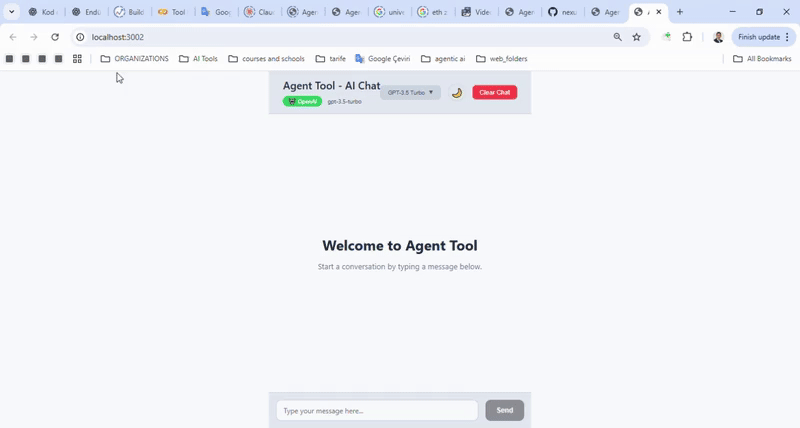 Kod
Endü
Build
Tool
Goog
Clau
Agen
Agen
unive
eth z
Video
Agen
nexu
Agen
A
localhost:3002
Finish update
ORGANIZATIONS
AI Tools
courses and schools
tarife
Google Çeviri
agentic ai
web_folders
All Bookmarks
Agent Tool - AI Chat
GPT-3.5 Turbo
Clear Chat
OpenAI
gpt-3.5-turbo
Welcome to Agent Tool
Start a conversation by typing a message below.
Type your message here...
Send